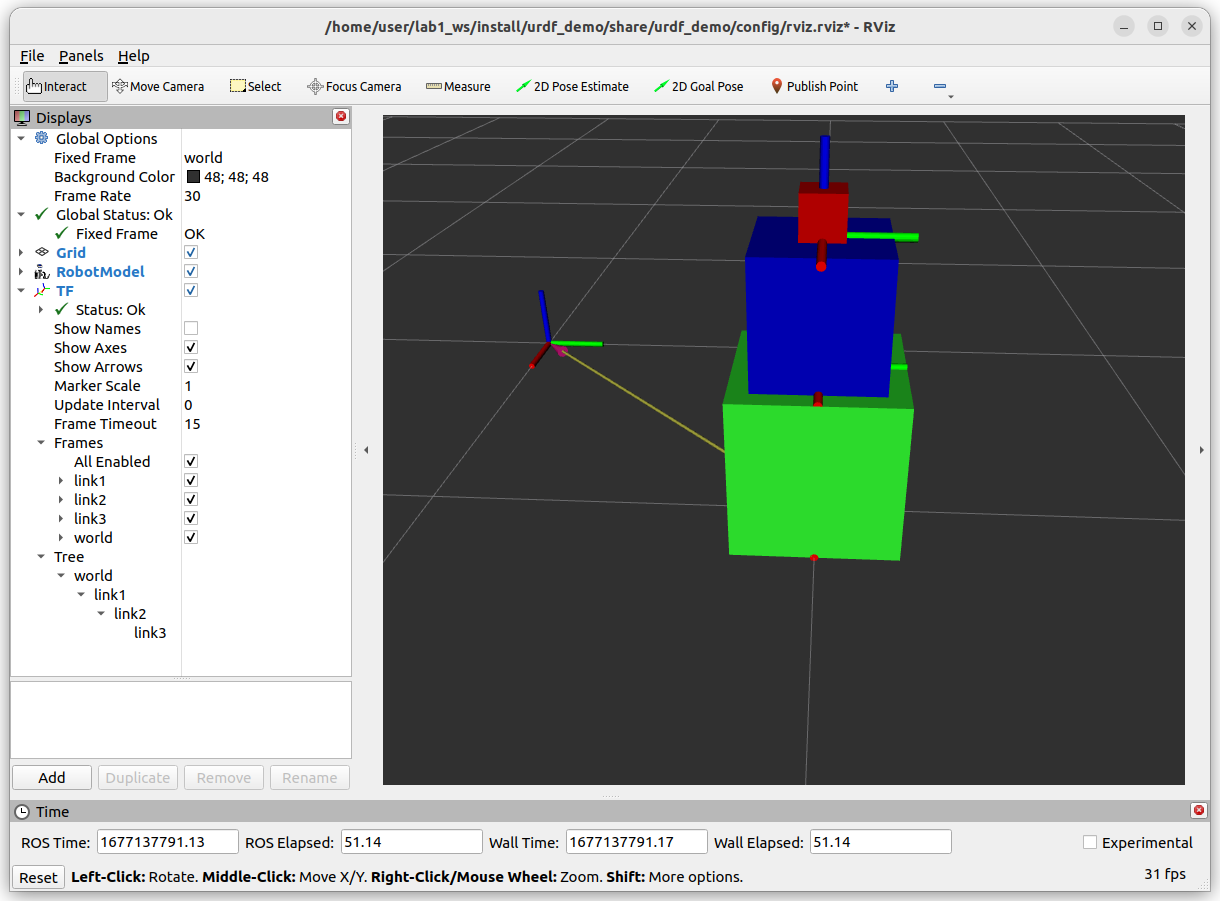 /home/user/lab1_ws/install/urdf_demo/share/urdf_demo/config/rviz.rviz* - RViz
File Panels Help
Interact Move Camera Select Focus Camera Measure 2D Pose Estimate 2D Goal Pose Publish Point
Displays
Global Options
Fixed Frame world
Background Color 48; 48; 48
Frame Rate 30
Global Status: Ok
Fixed Frame OK
Grid
RobotModel
TF
Status: Ok
Show Names
Show Axes
Show Arrows
Marker Scale 1
Update Interval 0
Frame Timeout 15
Frames
All Enabled
link1
link2
link3
world
Tree
world
link1
link2
link3
Add Duplicate Remove Rename
Time
ROS Time: 1677137791.13 ROS Elapsed: 51.14 Wall Time: 1677137791.17 Wall Elapsed: 51.14 Experimental
Reset Left-Click: Rotate. Middle-Click: Move X/Y. Right-Click/Mouse Wheel: Zoom. Shift: More options. 31 fps